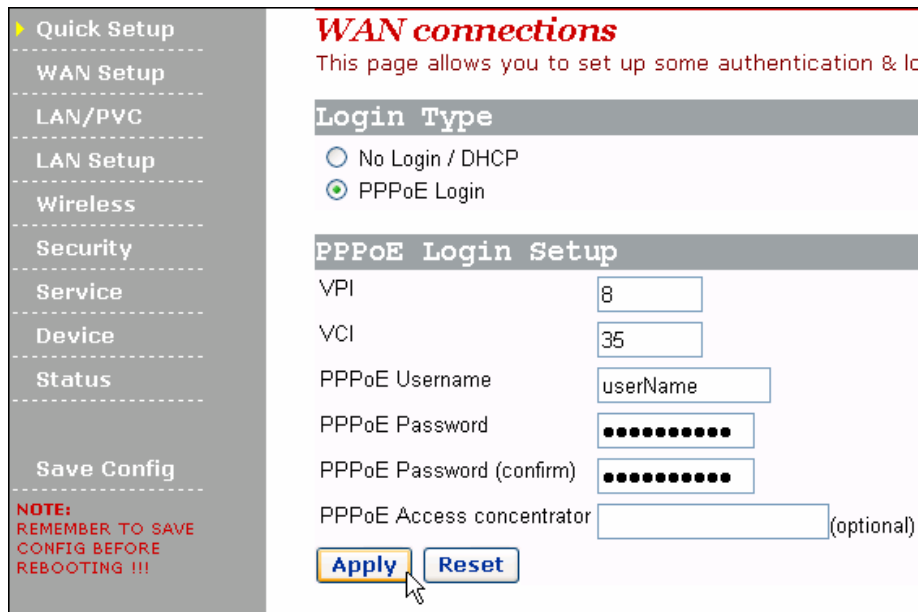 Quick Setup
WAN Setup
LAN/PVC
LAN Setup
Wireless
Security
Service
Device
Status
Save Config
NOTE:
REMEMBER TO SAVE
CONFIG BEFORE
REBOOTING !!!
WAN connections
This page allows you to set up some authentication & lo
Login Type
No Login / DHCP
PPPoE Login
PPPoE Login Setup
VPI 8
VCI 35
PPPoE Username userName
PPPoE Password ••••••••••
PPPoE Password (confirm) ••••••••••
PPPoE Access concentrator (optional)
Apply Reset